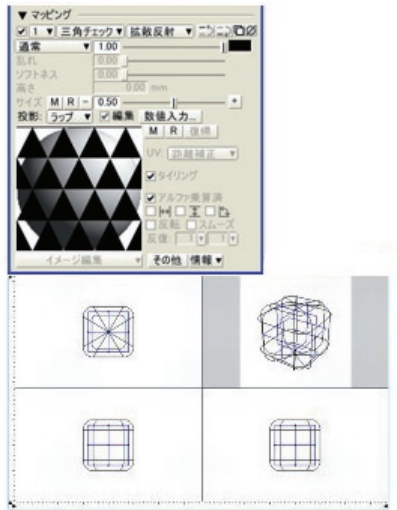 ▼ マッピング
1 ▼ 三角チェック ▼ 拡散反射 ▼
通常 ▼ 1.00
乱れ 0.00
ソフトネス 0.00
高さ 0.00 mm
サイズ M R - 0.50 +
投影: ラップ ▼ 編集 数値入力...
M R 復帰
UV: 距離補正 ▼
タイリング
アルファ乗算済
反転 スムーズ
反復: 1 1
イメージ編集 ▼ その他 情報 ▼